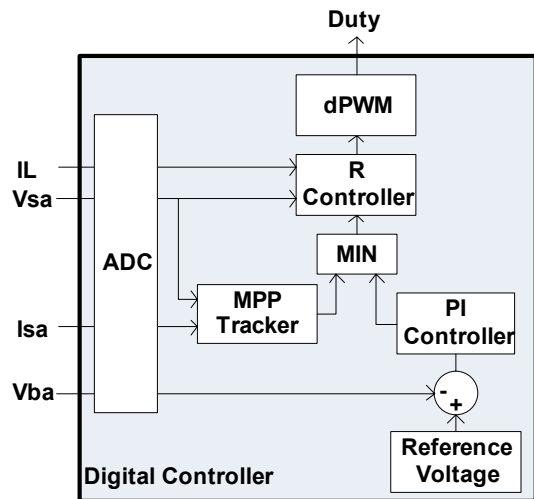 Duty
dPWM
IL
R
Controller
Vsa
ADC
MIN
MPP
Tracker
PI
Controller
Isa
Vba
-
+
Reference
Voltage
Digital Controller